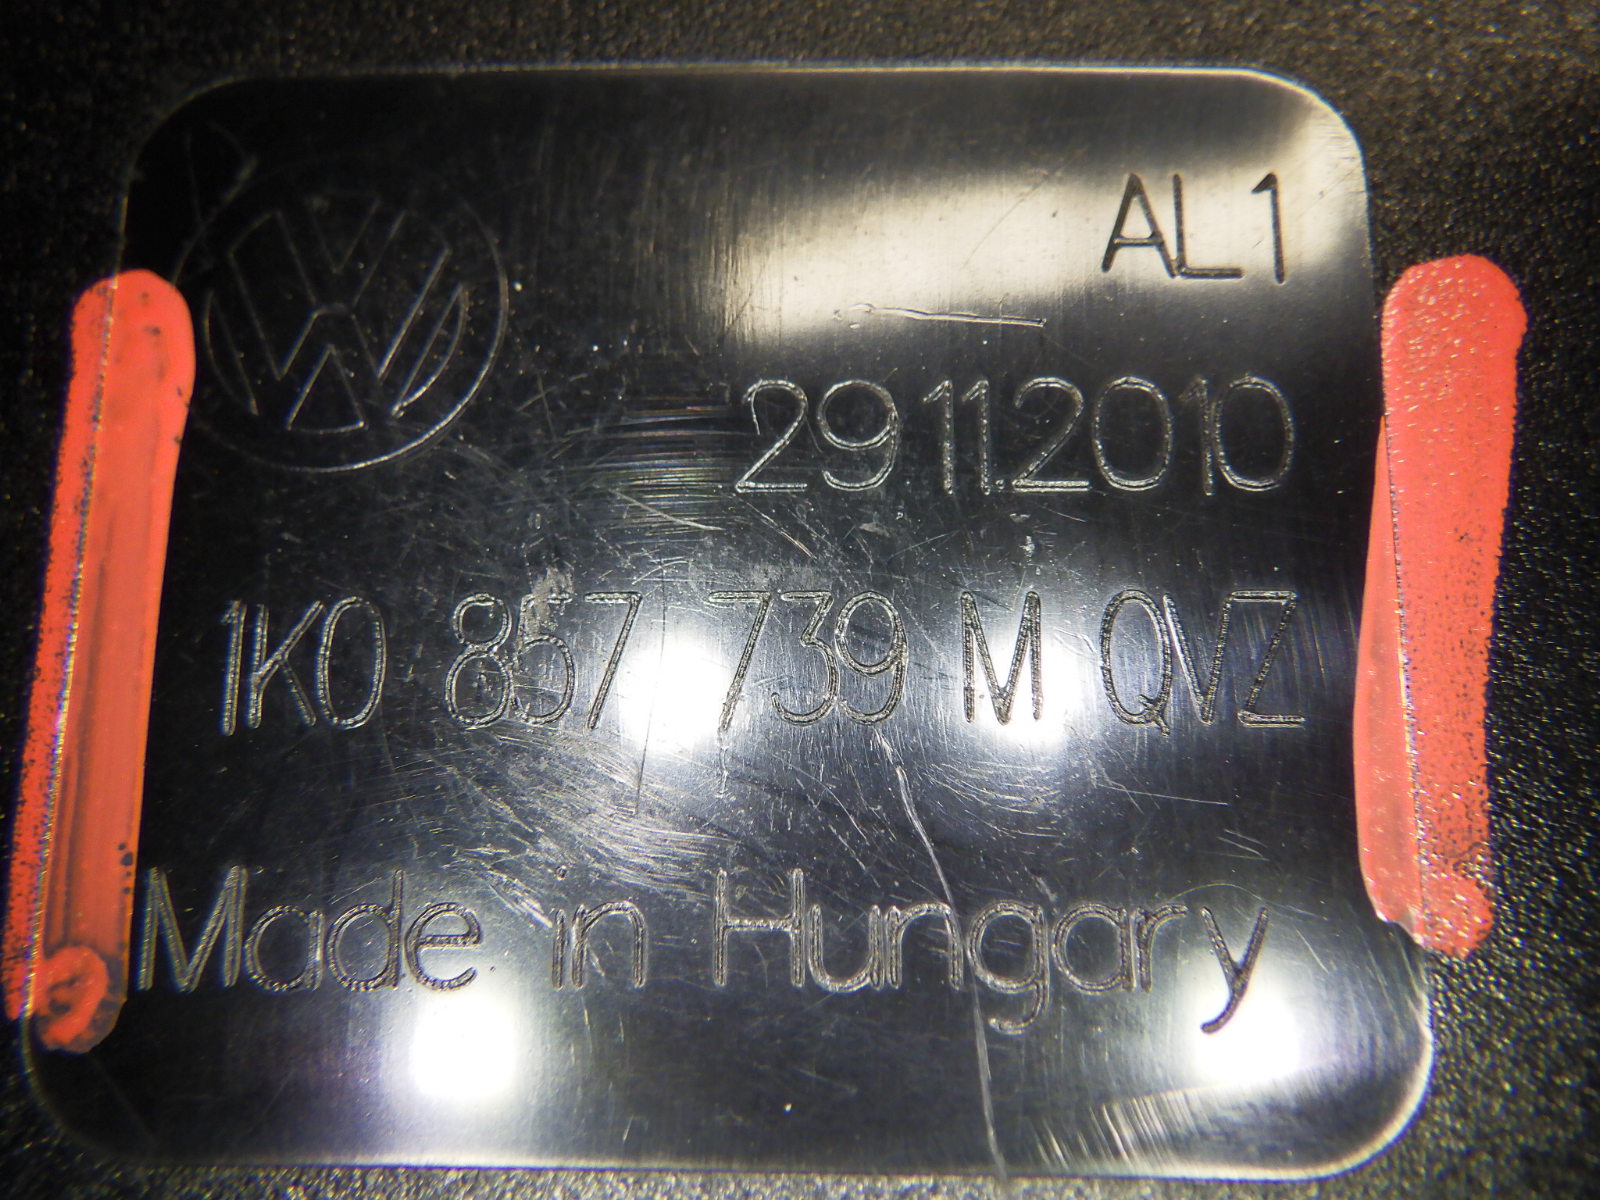 AL1
29.11.2010
1K0 857 739 M QVZ
Made in Hungary